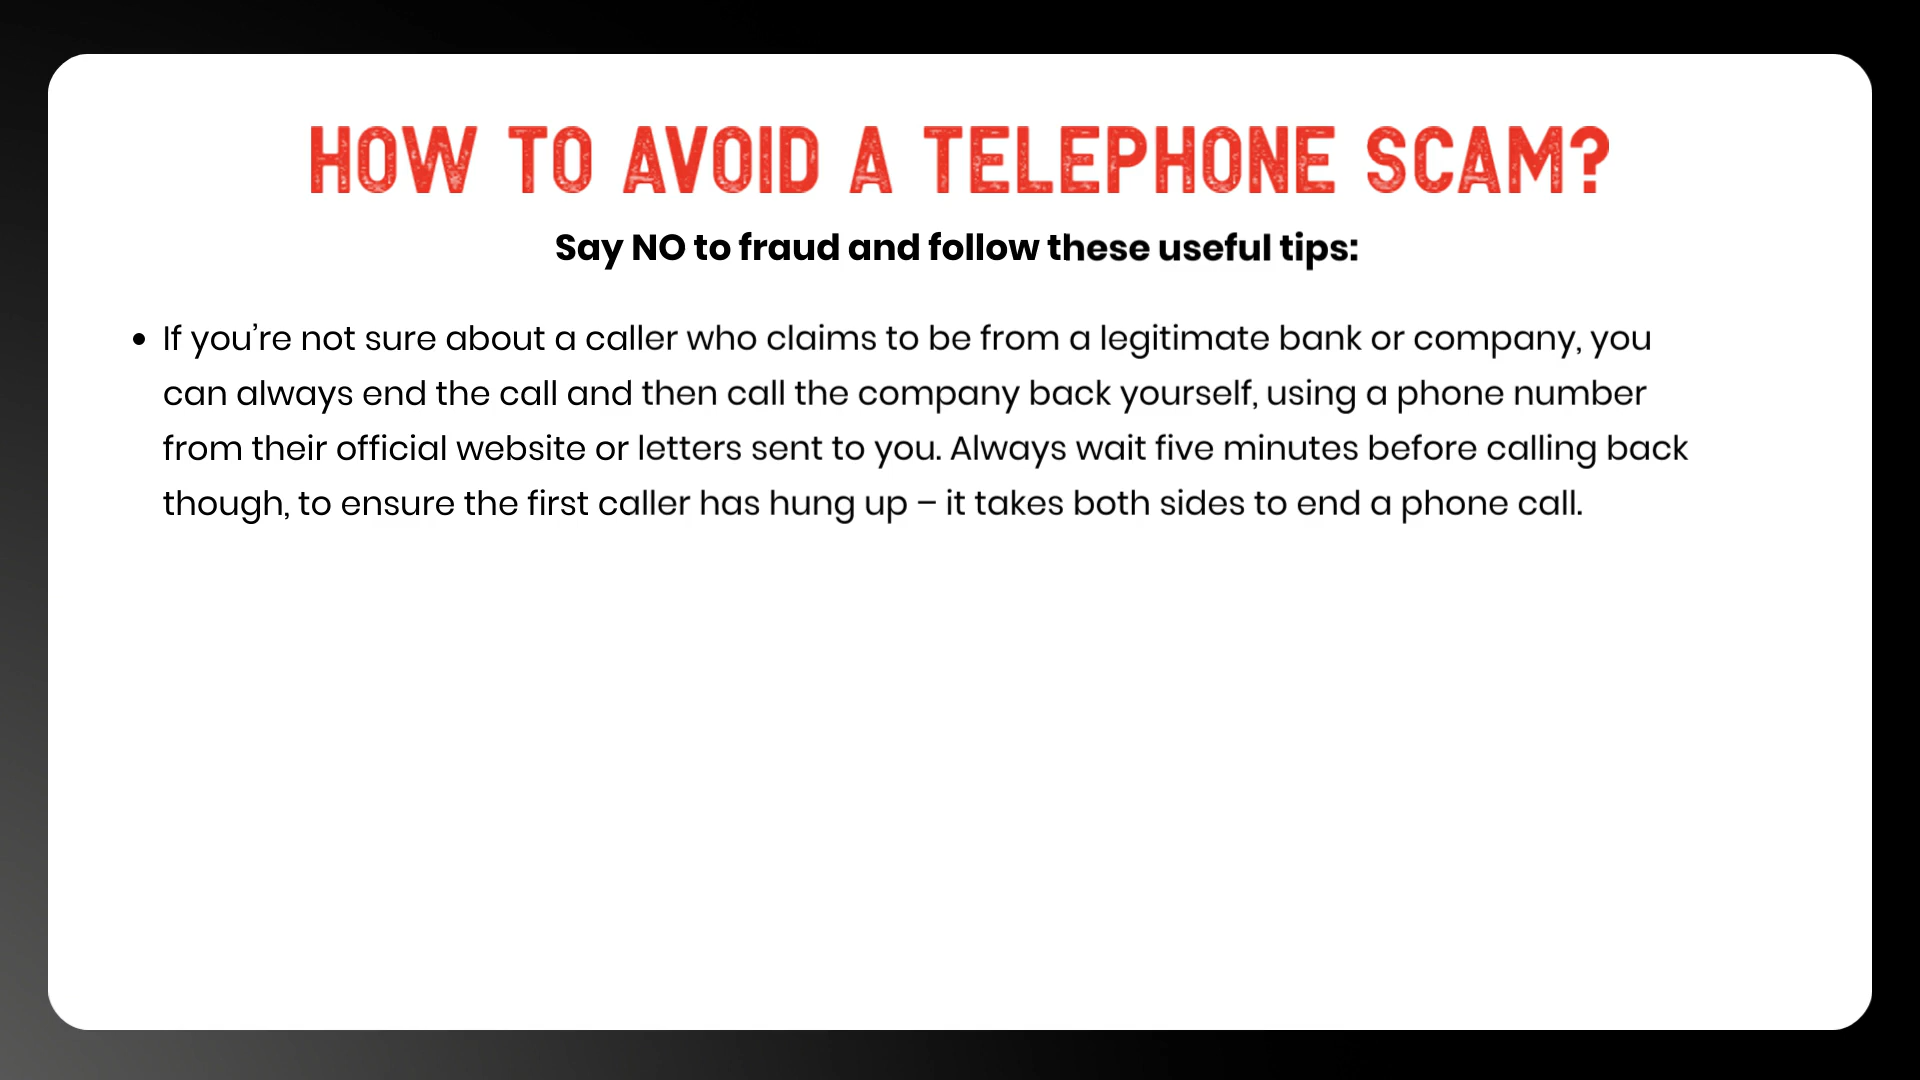 HOW TO AVOID A TELEPHONE SCAM?
Say NO to fraud and follow these useful tips:
• If you’re not sure about a caller who claims to be from a legitimate bank or company, you
can always end the call and then call the company back yourself, using a phone number
from their official website or letters sent to you. Always wait five minutes before calling back
though, to ensure the first caller has hung up – it takes both sides to end a phone call.